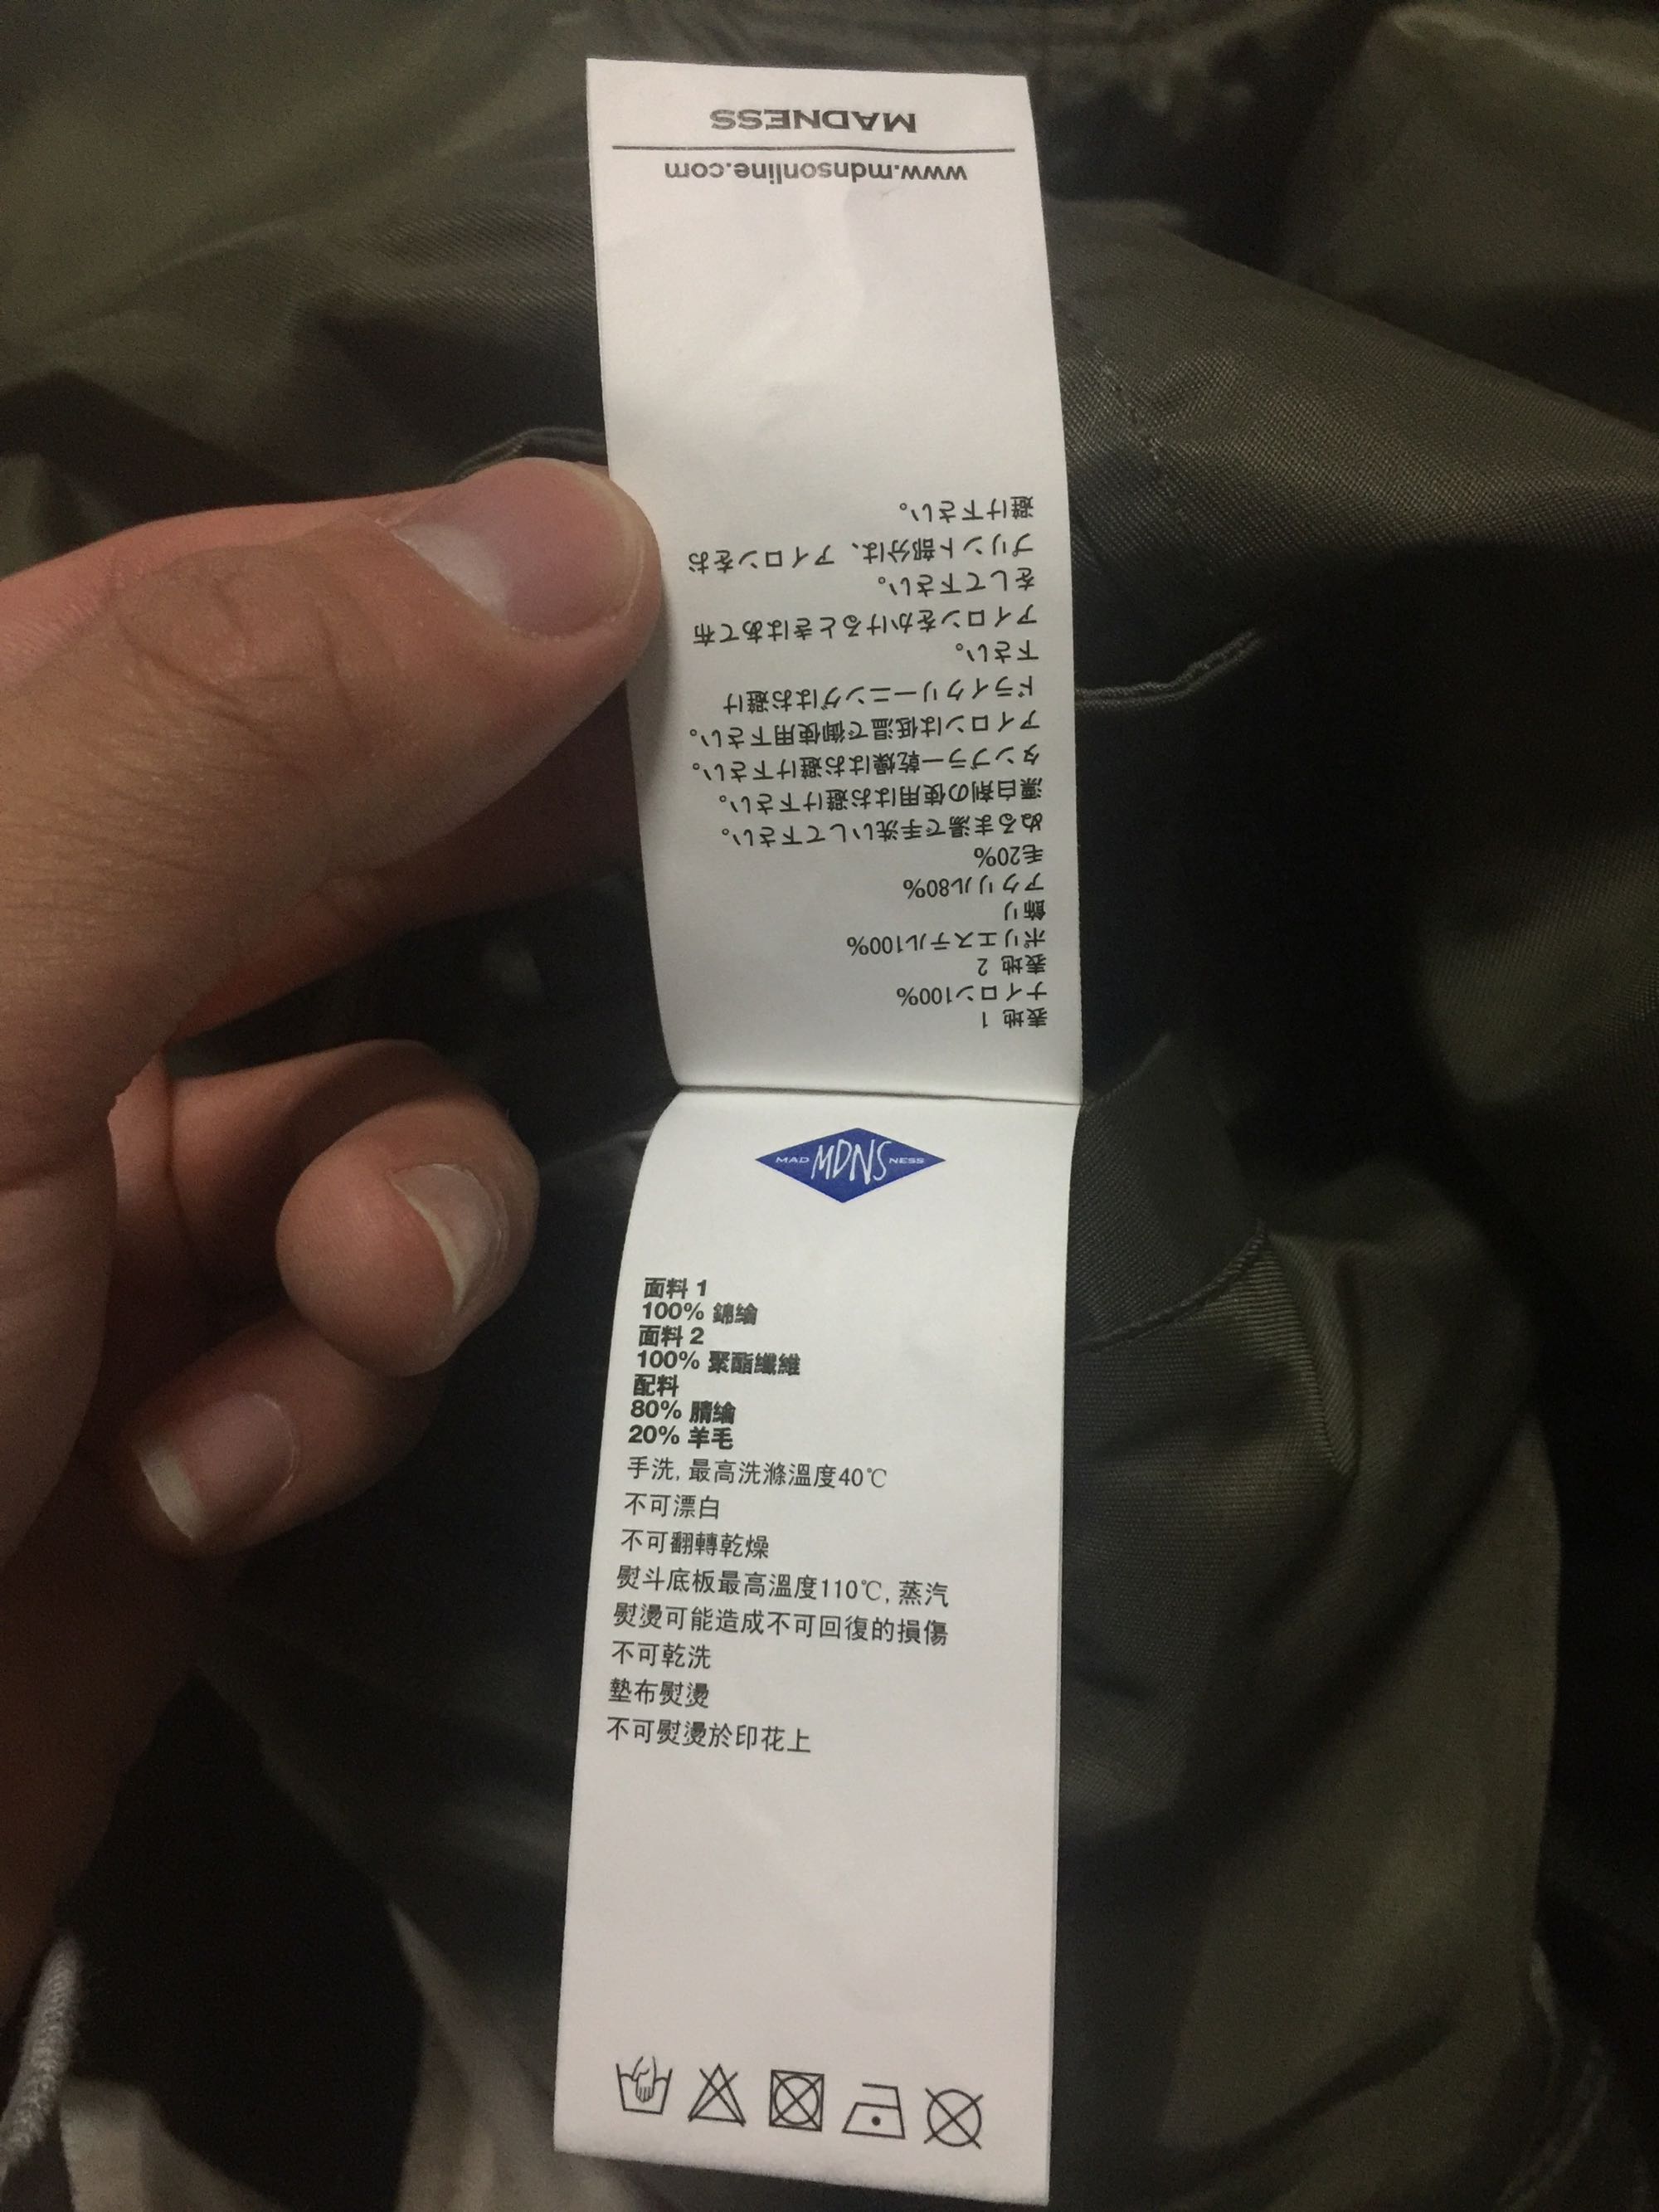 MADNESS
www.mdnsonline.com
表地 1
ナイロン100%
表地 2
ポリエステル100%
飾り
アクリル80%
毛20%
ぬるま湯で手洗いして下さい。
漂白剤の使用はお避け下さい。
タンブラー乾燥はお避け下さい。
アイロンは低温で御使用下さい。
ドライクリーニングはお避け
下さい。
アイロンをかけるときはあて布
をして下さい。
プリント部分は、アイロンをお
避け下さい。
MAD MDNS NESS
面料 1
100% 錦綸
面料 2
100% 聚酯纖維
配料
80% 腈綸
20% 羊毛
手洗, 最高洗滌溫度40℃
不可漂白
不可翻轉乾燥
熨斗底板最高溫度110℃, 蒸汽
熨燙可能造成不可回復的損傷
不可乾洗
墊布熨燙
不可熨燙於印花上